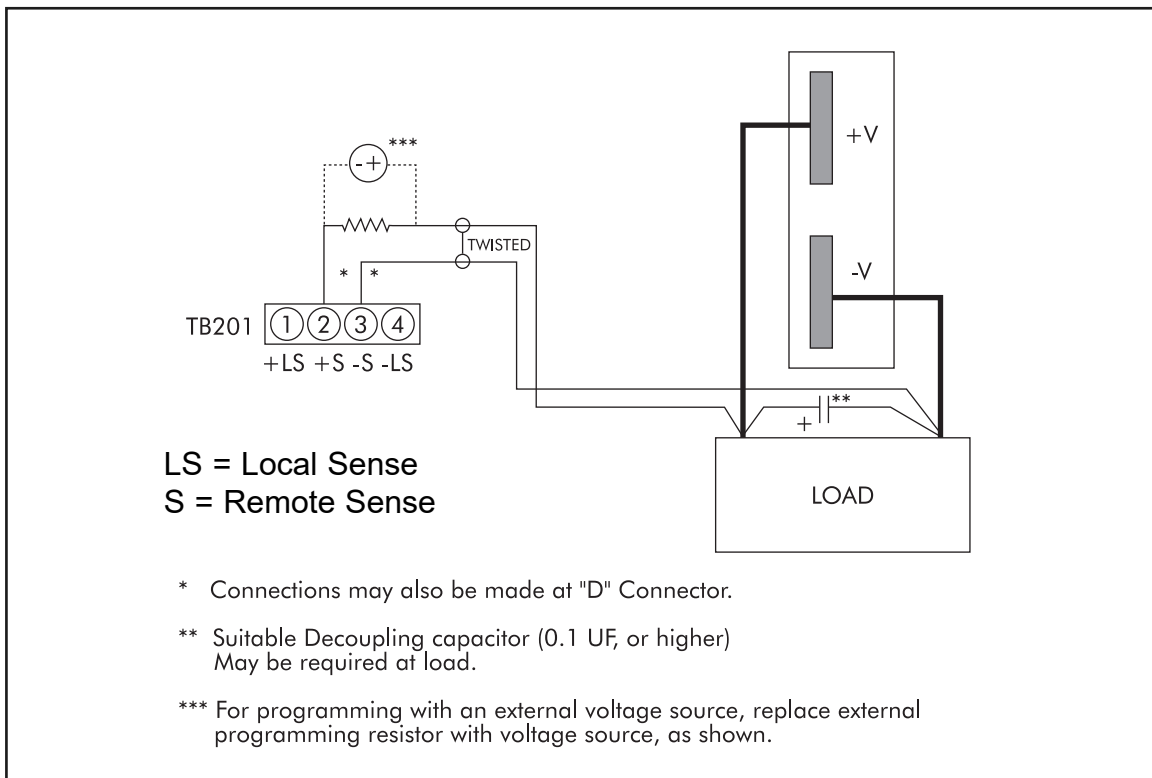 - + ***
+V
TWISTED
-V
* *
TB201 1 2 3 4
+LS +S -S -LS
+ **
LS = Local Sense
S = Remote Sense
LOAD
* Connections may also be made at "D" Connector.
** Suitable Decoupling capacitor (0.1 UF, or higher)
May be required at load.
*** For programming with an external voltage source, replace external
programming resistor with voltage source, as shown.